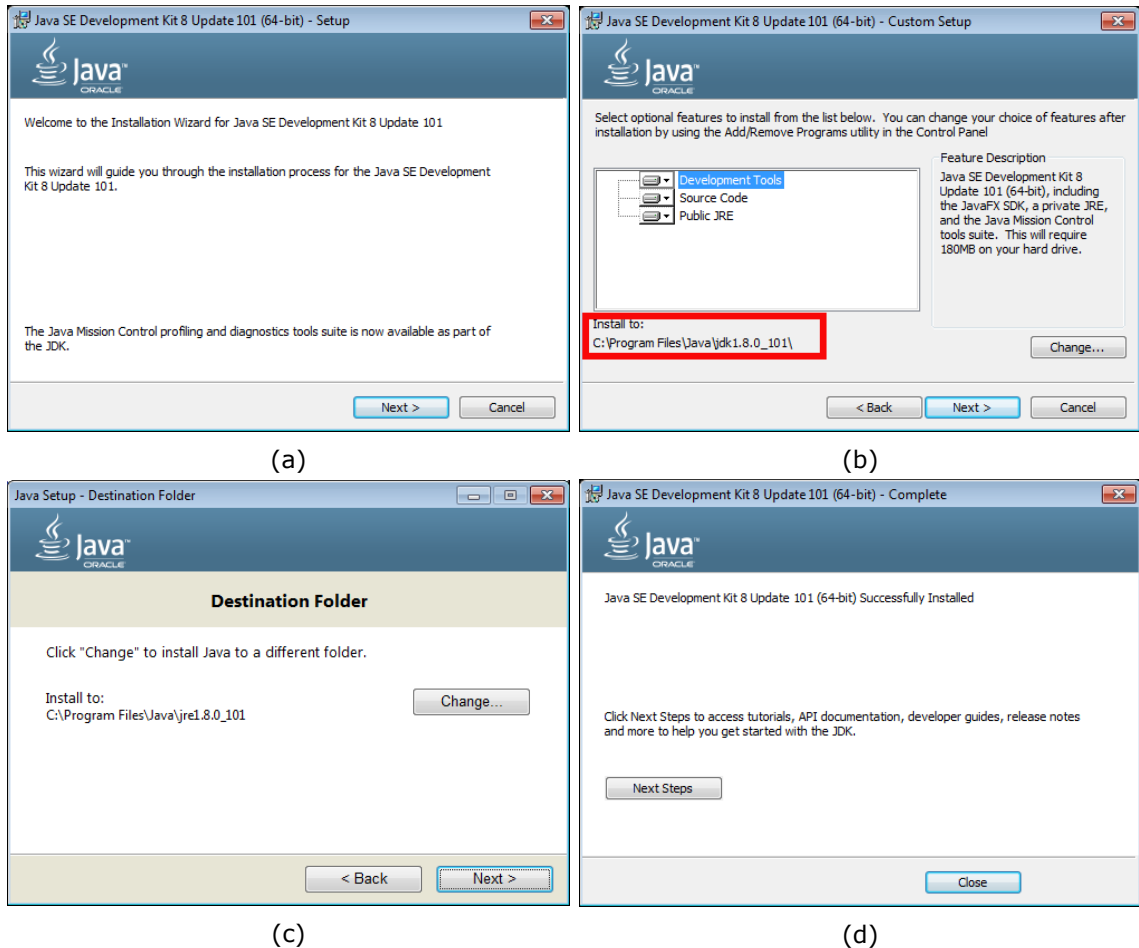 Java SE Development Kit 8 Update 101 (64-bit) - Setup
Java™
ORACLE
Welcome to the Installation Wizard for Java SE Development Kit 8 Update 101
This wizard will guide you through the installation process for the Java SE Development
Kit 8 Update 101.
The Java Mission Control profiling and diagnostics tools suite is now available as part of
the JDK.
Next >
Cancel
(a)
Java SE Development Kit 8 Update 101 (64-bit) - Custom Setup
Java™
ORACLE
Select optional features to install from the list below.  You can change your choice of features after
installation by using the Add/Remove Programs utility in the Control Panel
Development Tools
Source Code
Public JRE
Feature Description
Java SE Development Kit 8
Update 101 (64-bit), including
the JavaFX SDK, a private JRE,
and the Java Mission Control
tools suite.  This will require
180MB on your hard drive.
Install to:
C:\Program Files\Java\jdk1.8.0_101\
Change...
< Back
Next >
Cancel
(b)
Java Setup - Destination Folder
Java™
ORACLE
Destination Folder
Click "Change" to install Java to a different folder.
Install to:
C:\Program Files\Java\jre1.8.0_101
Change...
< Back
Next >
(c)
Java SE Development Kit 8 Update 101 (64-bit) - Complete
Java™
ORACLE
Java SE Development Kit 8 Update 101 (64-bit) Successfully Installed
Click Next Steps to access tutorials, API documentation, developer guides, release notes
and more to help you get started with the JDK.
Next Steps
Close
(d)